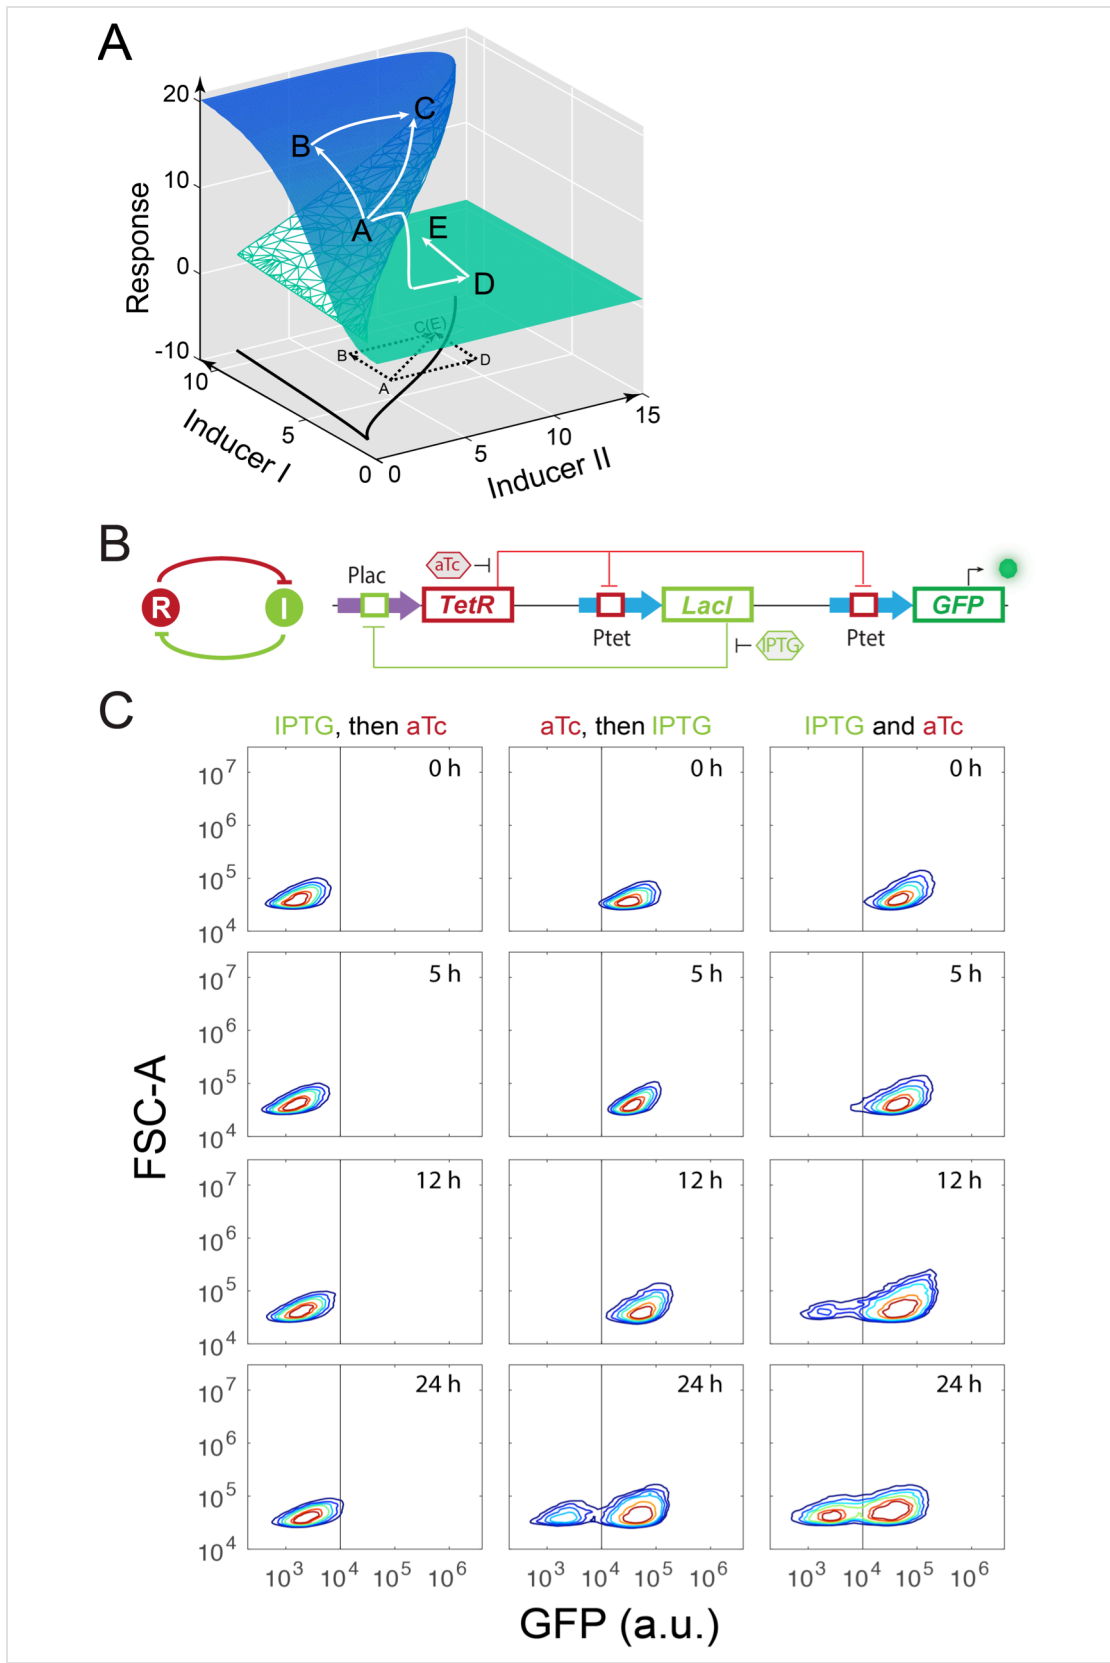 A
20
10
0
-10
Response
B
C
A
E
D
C(E)
B
D
A
10
5
0
Inducer I
0
5
10
15
Inducer II
B
R
I
Plac
aTc
TetR
Ptet
LacI
IPTG
Ptet
GFP
C
IPTG, then aTc
aTc, then IPTG
IPTG and aTc
10^7
10^6
10^5
10^4
0 h
0 h
0 h
10^7
10^6
10^5
10^4
5 h
5 h
5 h
FSC-A
10^7
10^6
10^5
10^4
12 h
12 h
12 h
10^7
10^6
10^5
10^4
24 h
24 h
24 h
10^3 10^4 10^5 10^6
10^3 10^4 10^5 10^6
10^3 10^4 10^5 10^6
GFP (a.u.)